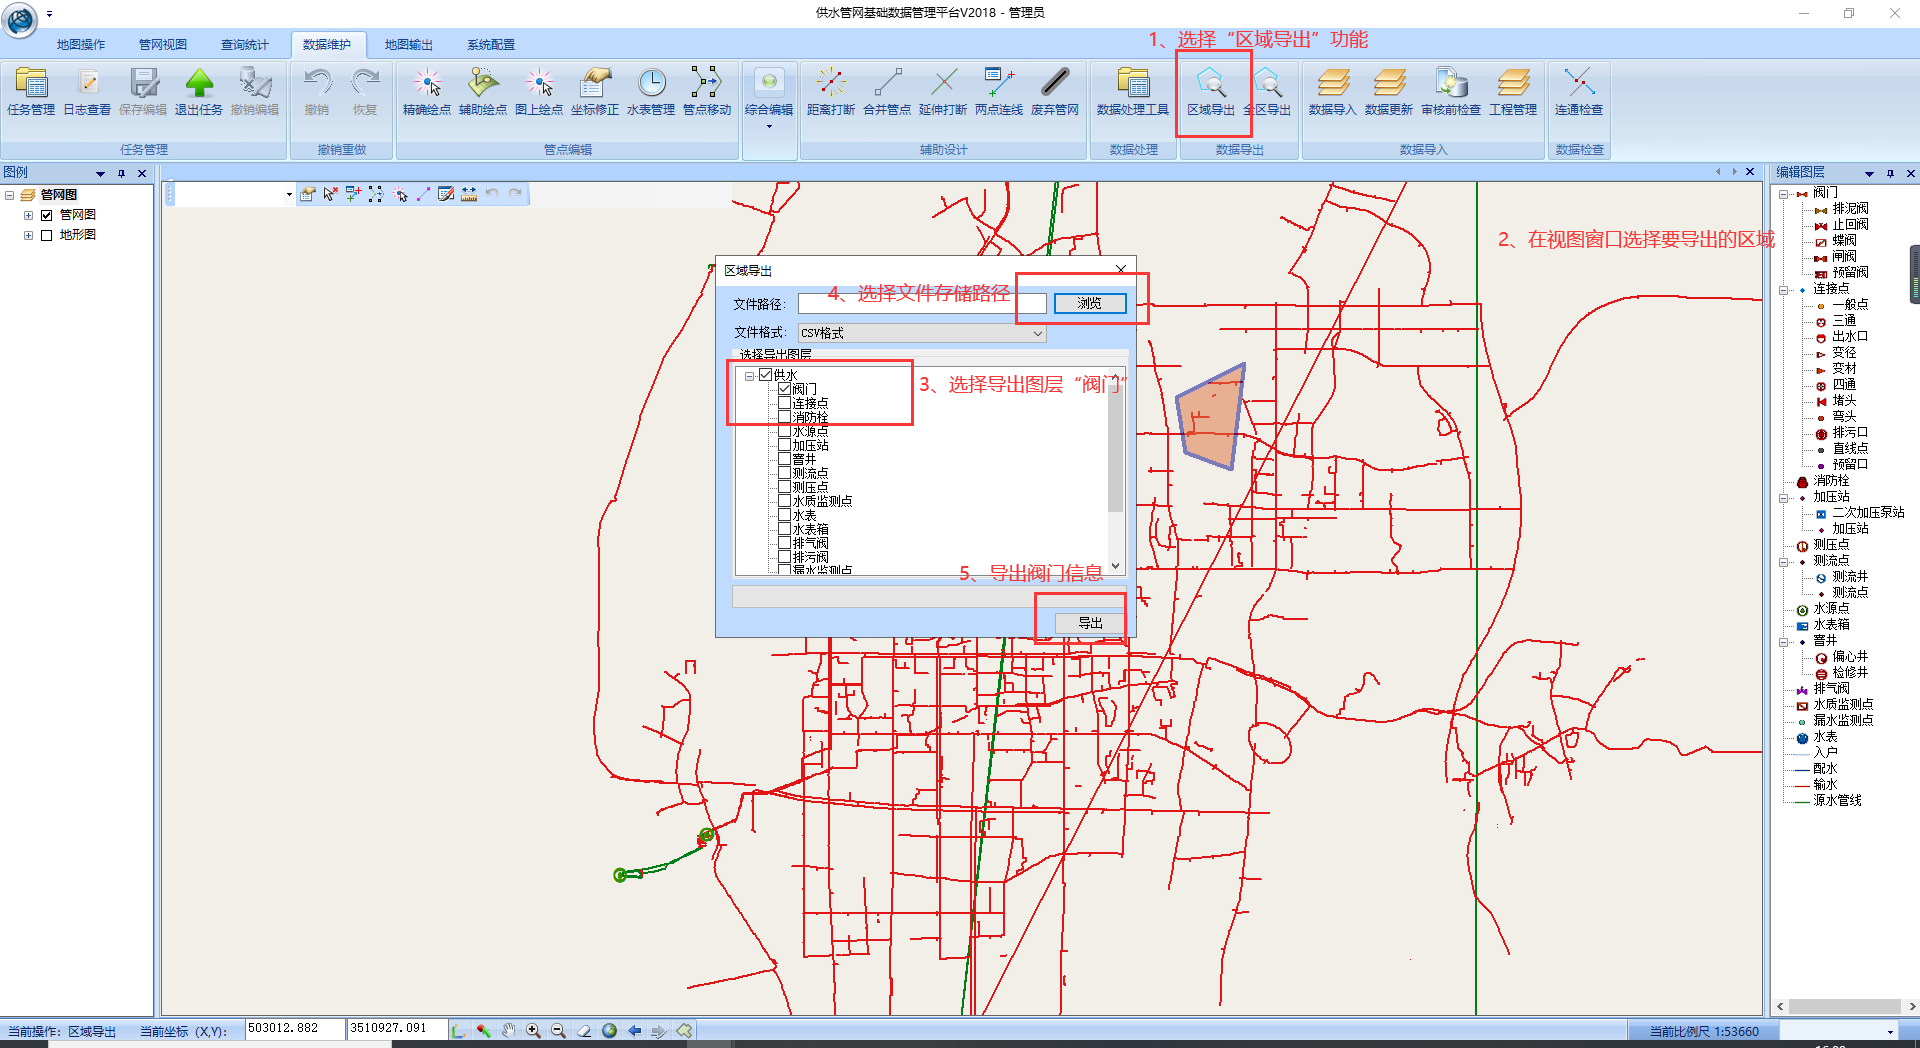 供水管网基础数据管理平台V2018 - 管理员
地图操作 管网视图 查询统计 数据维护 地图输出 系统配置
1、选择“区域导出”功能
任务管理 日志查看 保存编辑 退出任务 撤销编辑 撤销 恢复 精确绘点 辅助绘点 图上绘点 坐标修正 水表管理 管点移动 综合编辑 距离打断 合并管点 延伸打断 两点连线 废弃管网 数据处理工具 区域导出 全区导出 数据导入 数据更新 审核前检查 工程管理 连通检查
任务管理 撤销重做 管点编辑 辅助设计 数据处理 数据导出 数据导入 数据检查
图例
管网图
管网图
地形图
2、在视图窗口选择要导出的区域
区域导出
文件路径:
4、选择文件存储路径
浏览
文件格式: CSV格式
选择导出图层
供水
阀门
3、选择导出图层“阀门”
连接点
消防栓
水源点
加压站
窨井
测流点
测压点
水质监测点
水表
水表箱
排气阀
排污阀
漏水监测点
5、导出阀门信息
导出
编辑图层
阀门
排泥阀
止回阀
蝶阀
闸阀
预留阀
连接点
一般点
三通
出水口
变径
变材
四通
堵头
弯头
排污口
直线点
预留口
消防栓
加压站
二次加压泵站
加压站
测压点
测流点
测流井
测流点
水源点
水表箱
窨井
偏心井
检修井
排气阀
水质监测点
漏水监测点
水表
入户
配水
输水
源水管线
当前操作: 区域导出 当前坐标 (X,Y): 503012.882 3510927.091
当前比例尺 1:53660